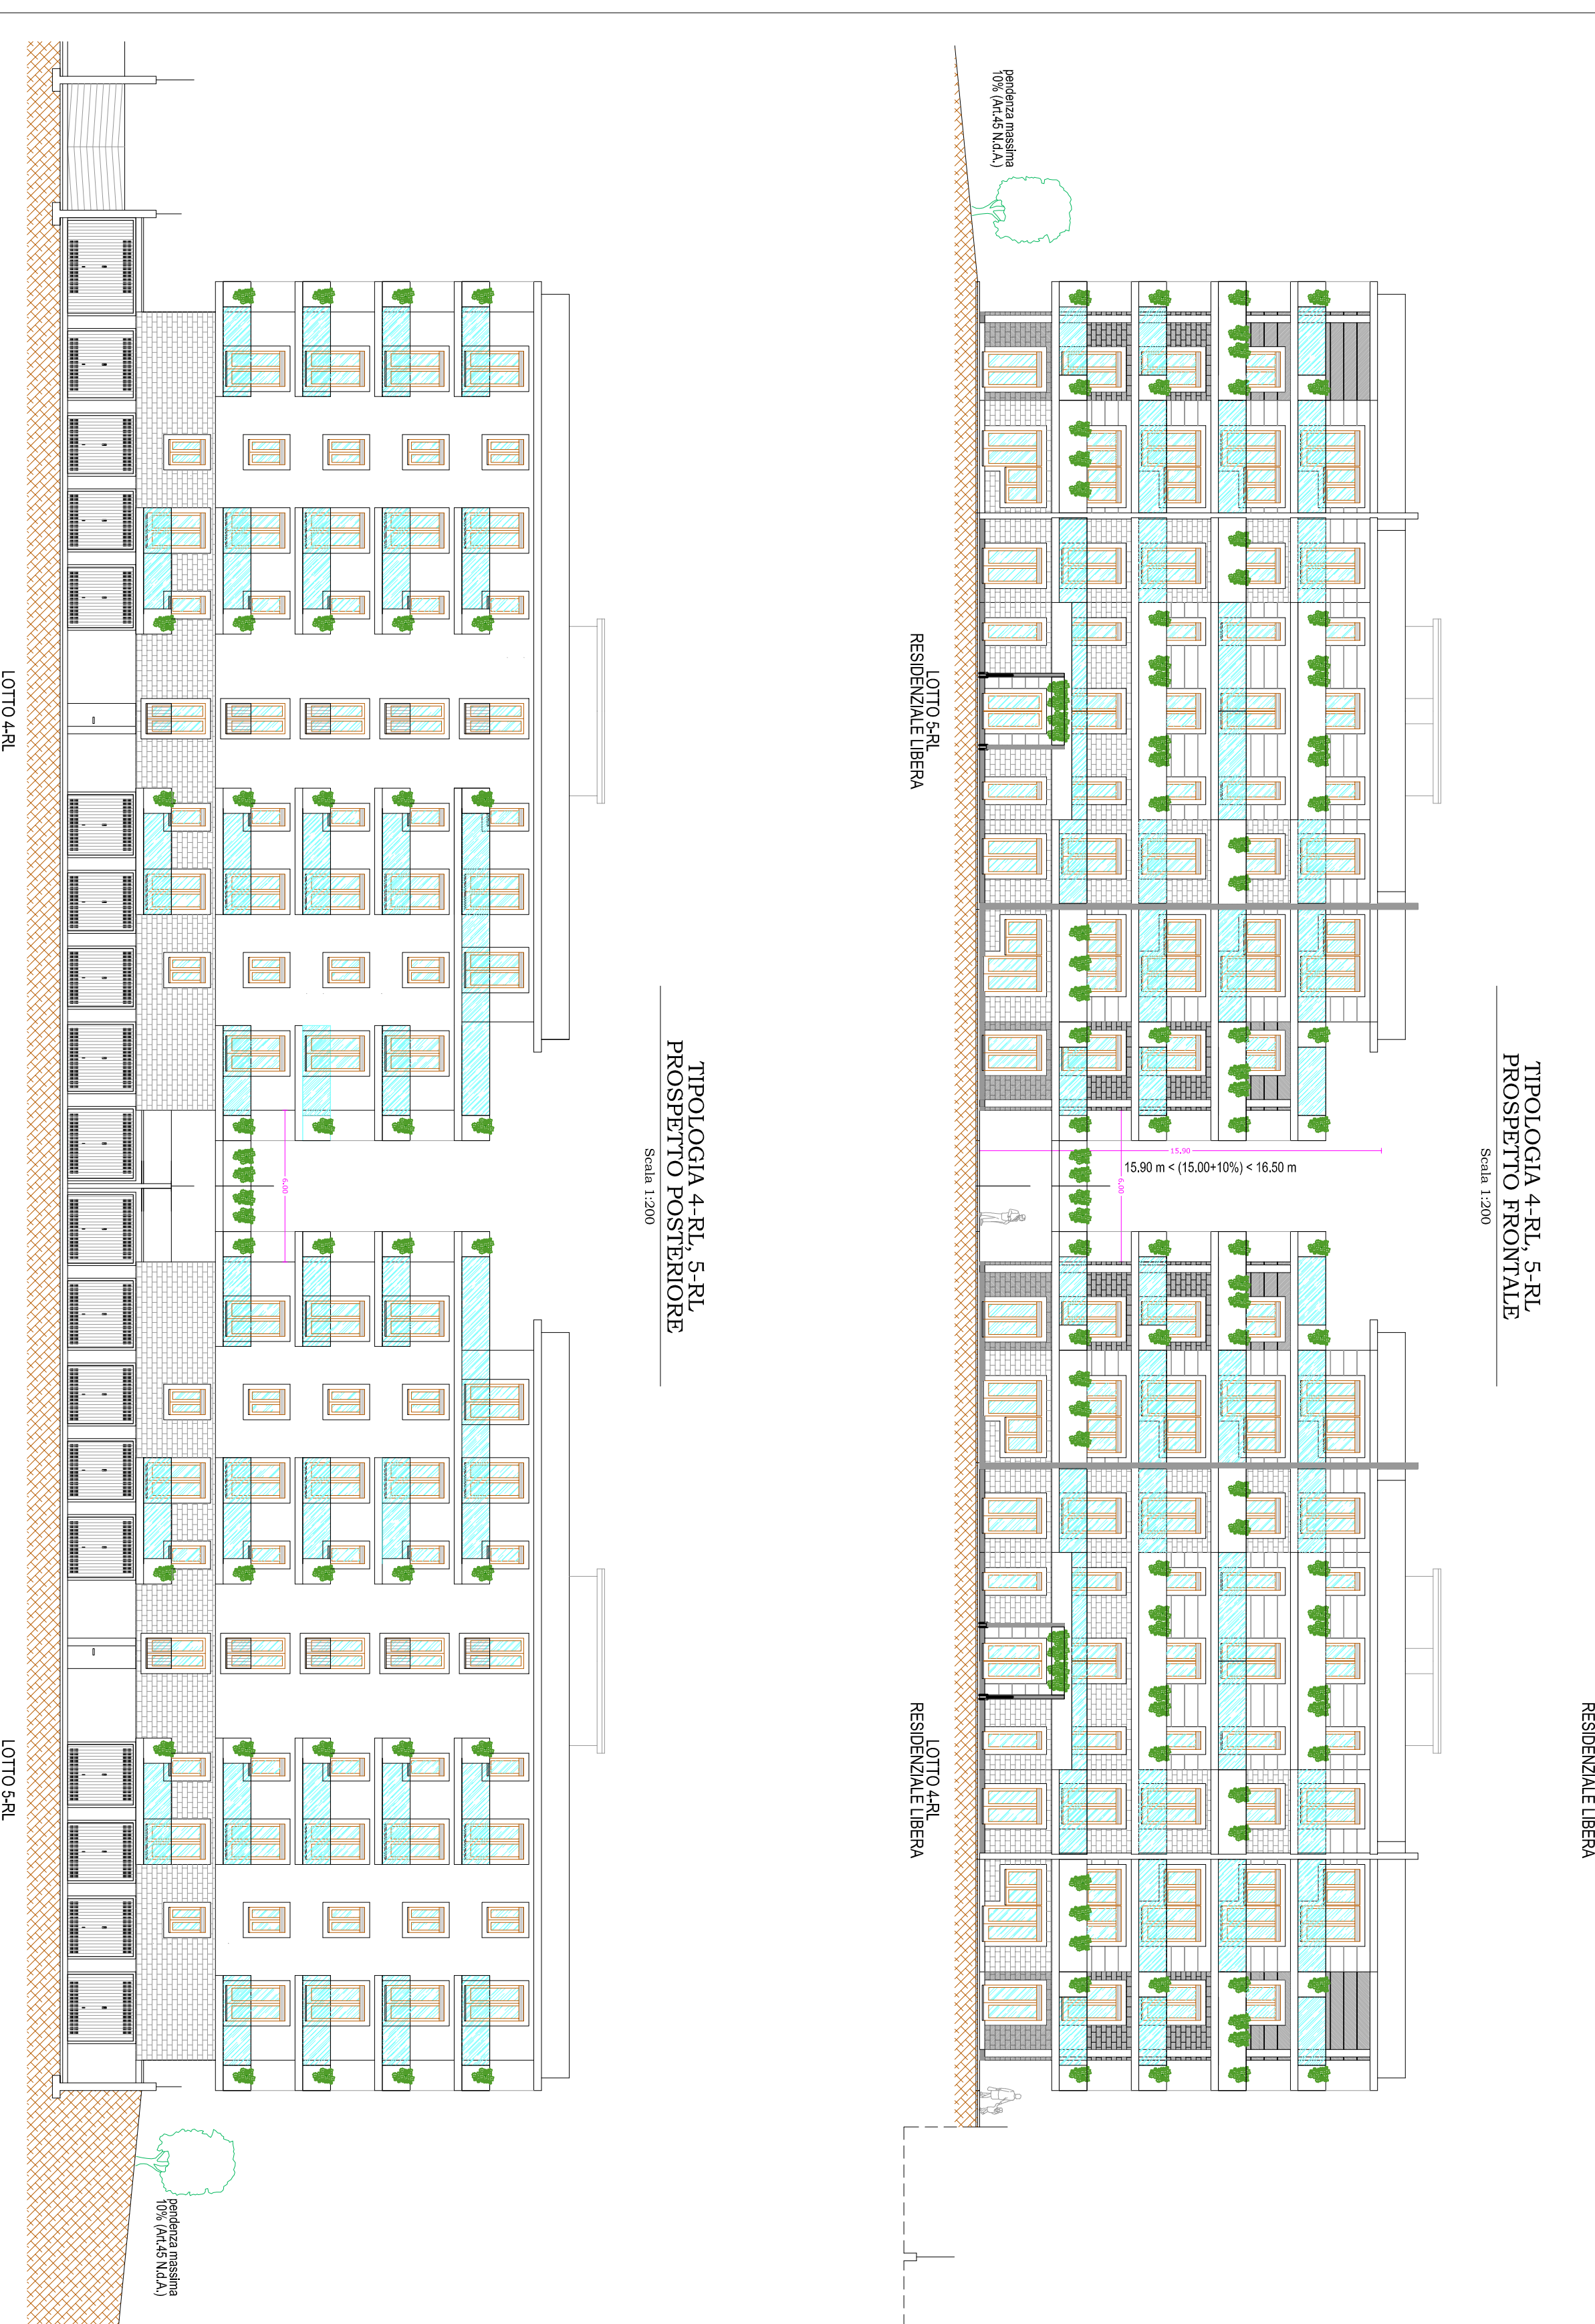 RESIDENZIALE LIBERA
TIPOLOGIA 4-RL, 5-RL
PROSPETTO FRONTALE
Scala 1:200
pendenza massima
10% (Art.45 N.d.A.)
15.90
15.90 m < (15.00+10%) < 16.50 m
6.00
LOTTO 5-RL
RESIDENZIALE LIBERA
LOTTO 4-RL
RESIDENZIALE LIBERA
TIPOLOGIA 4-RL, 5-RL
PROSPETTO POSTERIORE
Scala 1:200
6.00
pendenza massima
10% (Art.45 N.d.A.)
LOTTO 4-RL
LOTTO 5-RL